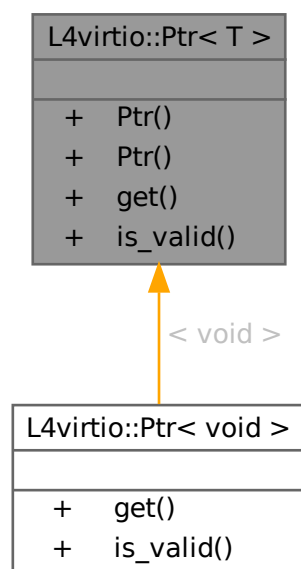 L4virtio::Ptr< T >
+ Ptr()
+ Ptr()
+ get()
+ is_valid()
< void >
L4virtio::Ptr< void >
+ get()
+ is_valid()